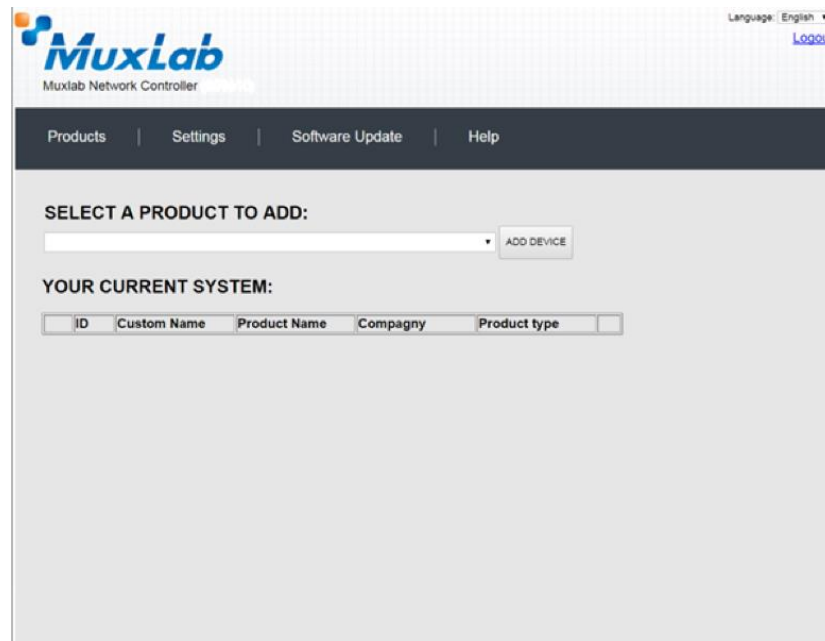 Language: English
Logou
MuxLab
Muxlab Network Controller
Products | Settings | Software Update | Help
SELECT A PRODUCT TO ADD:
ADD DEVICE
YOUR CURRENT SYSTEM:
ID Custom Name Product Name Compagny Product type